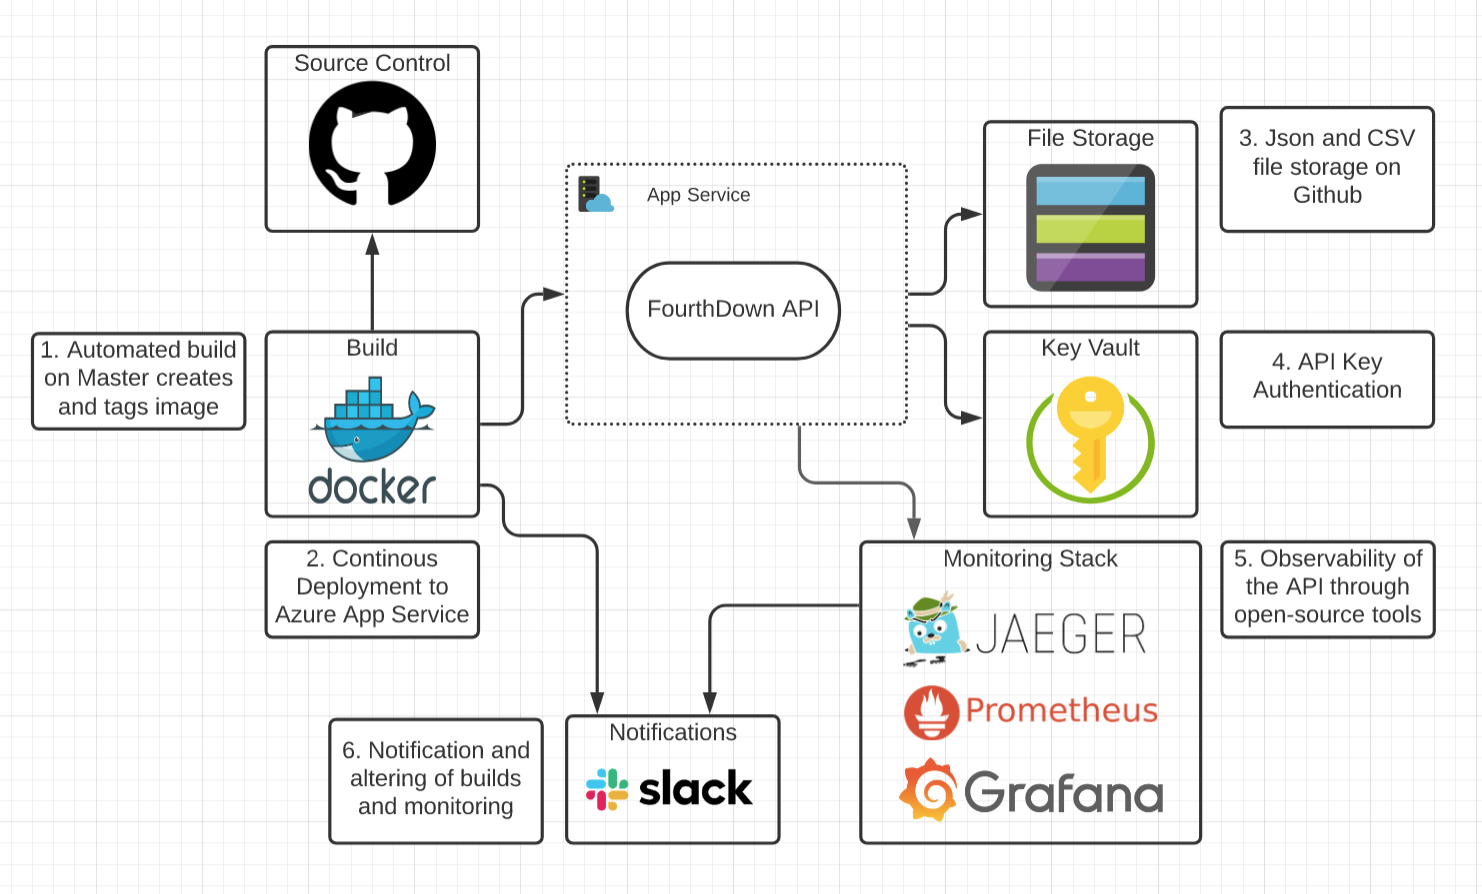 Source Control
1. Automated build
on Master creates
and tags image
Build
docker
2. Continous
Deployment to
Azure App Service
App Service
FourthDown API
File Storage
3. Json and CSV
file storage on
Github
Key Vault
4. API Key
Authentication
Monitoring Stack
JAEGER
Prometheus
Grafana
5. Observability of
the API through
open-source tools
6. Notification and
altering of builds
and monitoring
Notifications
slack